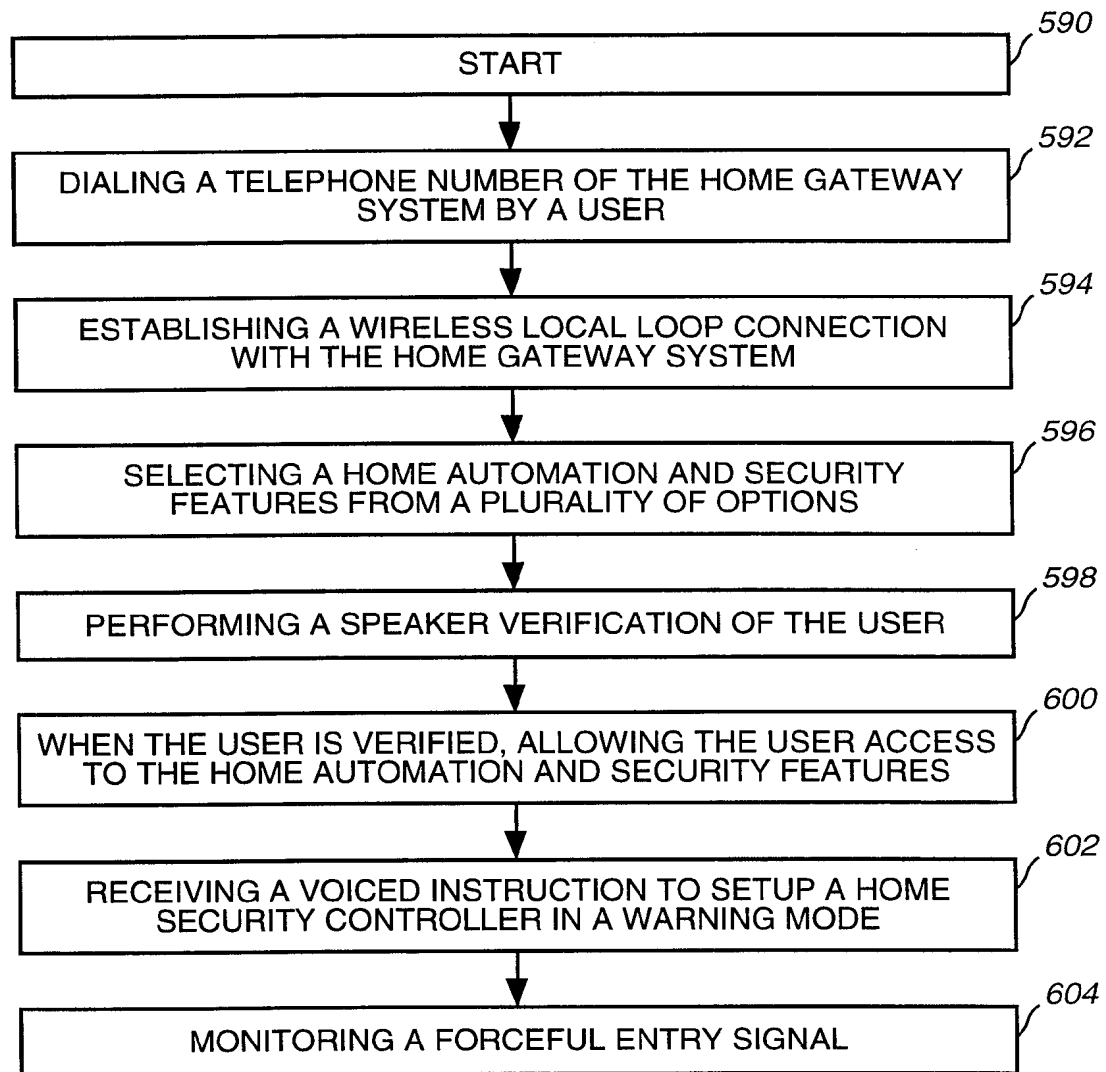 590
START
592
DIALING A TELEPHONE NUMBER OF THE HOME GATEWAY
SYSTEM BY A USER
594
ESTABLISHING A WIRELESS LOCAL LOOP CONNECTION
WITH THE HOME GATEWAY SYSTEM
596
SELECTING A HOME AUTOMATION AND SECURITY
FEATURES FROM A PLURALITY OF OPTIONS
598
PERFORMING A SPEAKER VERIFICATION OF THE USER
600
WHEN THE USER IS VERIFIED, ALLOWING THE USER ACCESS
TO THE HOME AUTOMATION AND SECURITY FEATURES
602
RECEIVING A VOICED INSTRUCTION TO SETUP A HOME
SECURITY CONTROLLER IN A WARNING MODE
604
MONITORING A FORCEFUL ENTRY SIGNAL